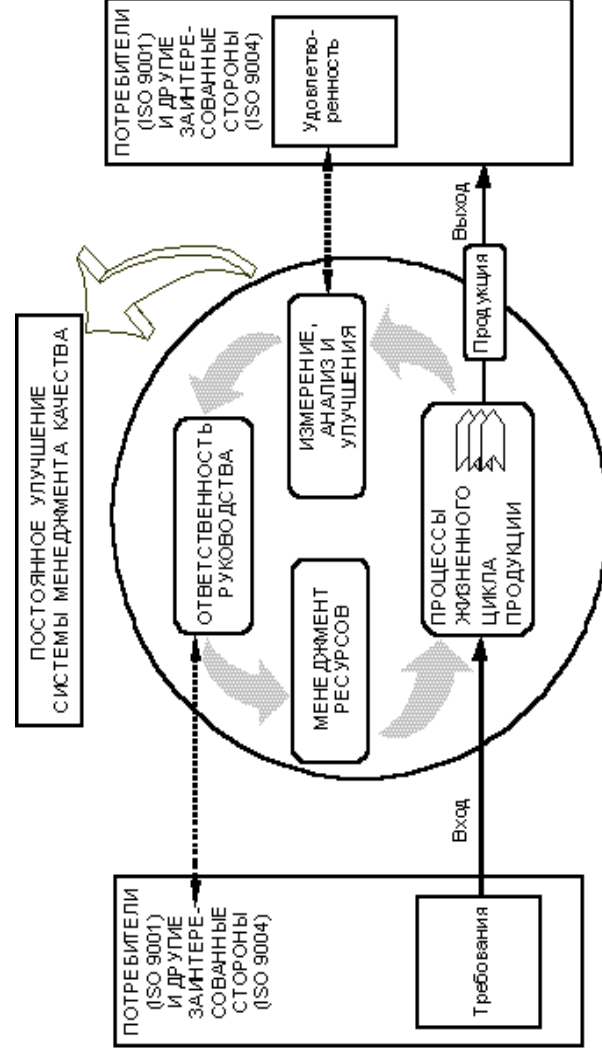 ПОСТОЯННОЕ УЛУЧШЕНИЕ
СИСТЕМЫ МЕНЕДЖМЕНТА КАЧЕСТВА
ПОТРЕБИТЕЛИ
(ISO 9001)
И ДРУГИЕ
ЗАИНТЕРЕ-
СОВАННЫЕ
СТОРОНЫ
(ISO 9004)
Требования
Вход
ОТВЕТСТВЕННОСТЬ
РУКОВОДСТВА
МЕНЕДЖМЕНТ
РЕСУРСОВ
ИЗМЕРЕНИЕ,
АНАЛИЗ И
УЛУЧШЕНИЯ
ПРОЦЕССЫ
ЖИЗНЕННОГО
ЦИКЛА
ПРОДУКЦИИ
Продукция
Выход
ПОТРЕБИТЕЛИ
(ISO 9001)
И ДРУГИЕ
ЗАИНТЕРЕ-
СОВАННЫЕ
СТОРОНЫ
(ISO 9004)
Удовлетво-
ренность